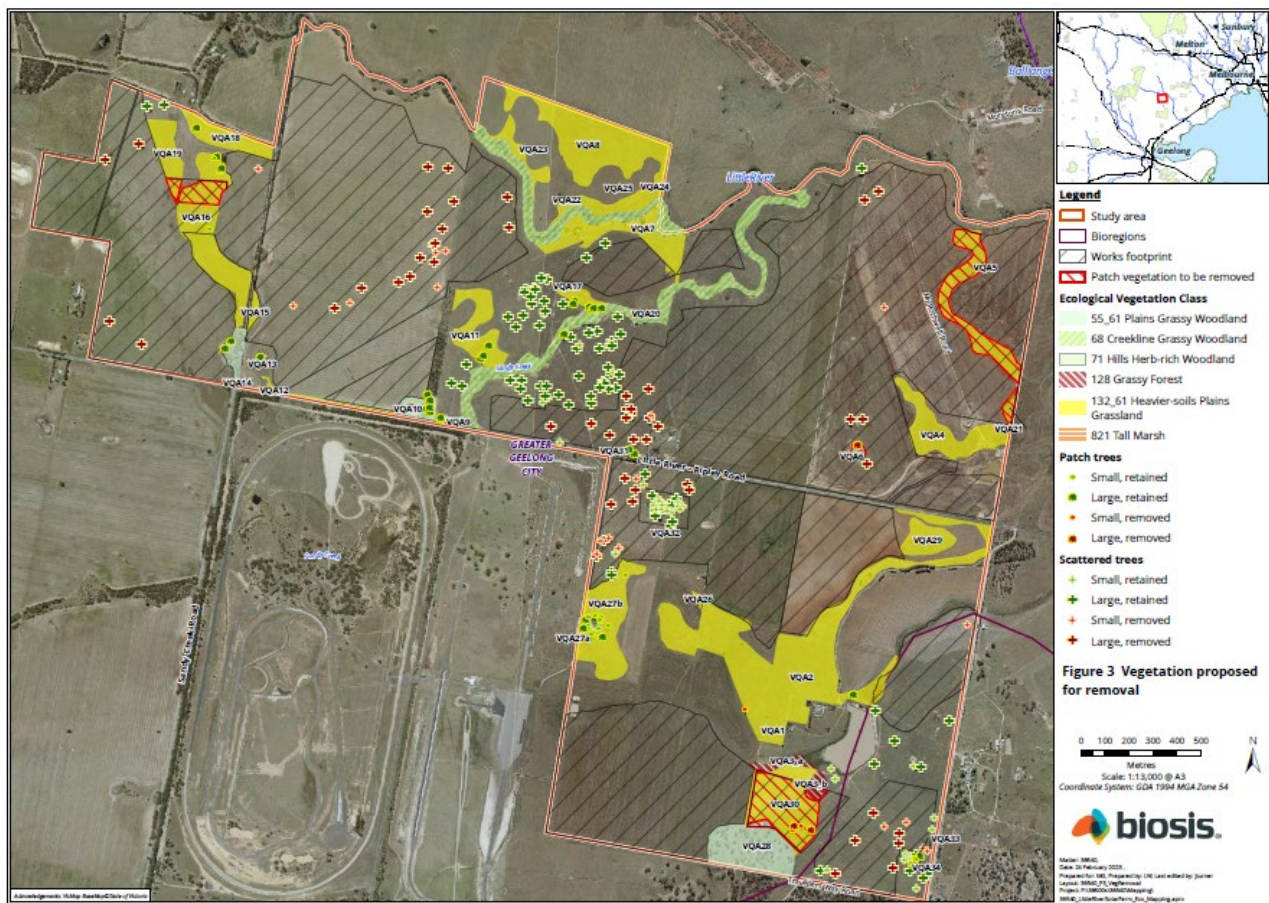 Sunbury
Melton
Melbourne
Geelong
Legend
Study area
Bioregions
Works footprint
Patch vegetation to be removed
Ecological Vegetation Class
55_61 Plains Grassy Woodland
68 Creekline Grassy Woodland
71 Hills Herb-rich Woodland
128 Grassy Forest
132_61 Heavier-soils Plains
Grassland
821 Tall Marsh
Patch trees
Small, retained
Large, retained
Small, removed
Large, removed
Scattered trees
Small, retained
Large, retained
Small, removed
Large, removed
Figure 3 Vegetation proposed
for removal
0 100 200 300 400 500
N
Metres
Scale: 1:13,000 @ A3
Coordinate System: GDA 1994 MGA Zone 54
biosis
VQA18
VQA19
VQA16
VQA15
VQA13
VQA14
VQA12
VQA23
VQA8
VQA25
VQA24
VQA22
VQA7
Little River
VQA17
VQA20
VQA11
VQA10
VQA9
VQA5
VQA4
VQA21
VQA6
GREATER
GEELONG
CITY
VQA31
Little River - Ripley Road
VQA32
VQA29
VQA27b
VQA27a
VQA26
VQA2
VQA1
VQA3_a
VQA3_b
VQA30
VQA28
VQA33
VQA34
Sandy Creek Road